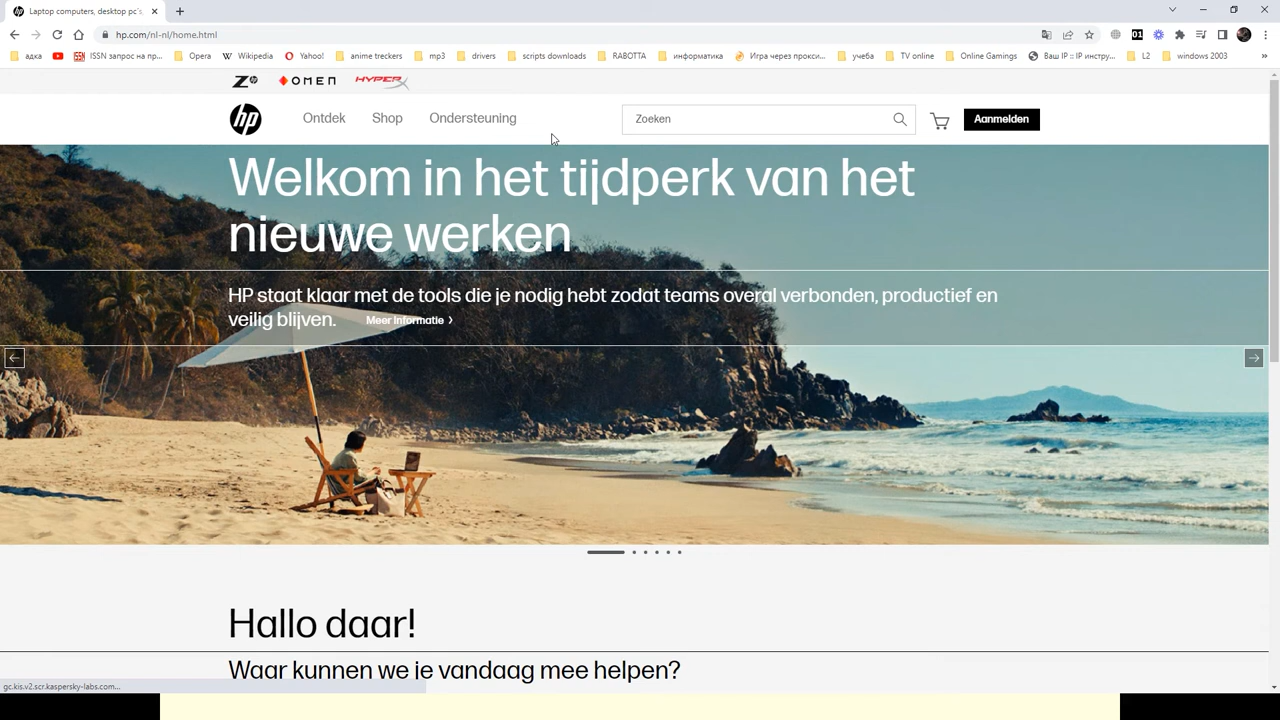 Laptop computers, desktop pc's,
hp.com/nl-nl/home.html
адка
ISSN запрос на пр...
Opera
Wikipedia
Yahoo!
anime treckers
mp3
drivers
scripts downloads
RABOTTA
информатика
Игра через прокси...
учеба
TV online
Online Gamings
Ваш IP :: IP инстру...
L2
windows 2003
OMEN
HYPERX
hp
Ontdek
Shop
Ondersteuning
Zoeken
Aanmelden
Welkom in het tijdperk van het
nieuwe werken
HP staat klaar met de tools die je nodig hebt zodat teams overal verbonden, productief en
veilig blijven. Meer informatie
Hallo daar!
Waar kunnen we je vandaag mee helpen?
gc.kis.v2.scr.kaspersky-labs.com...